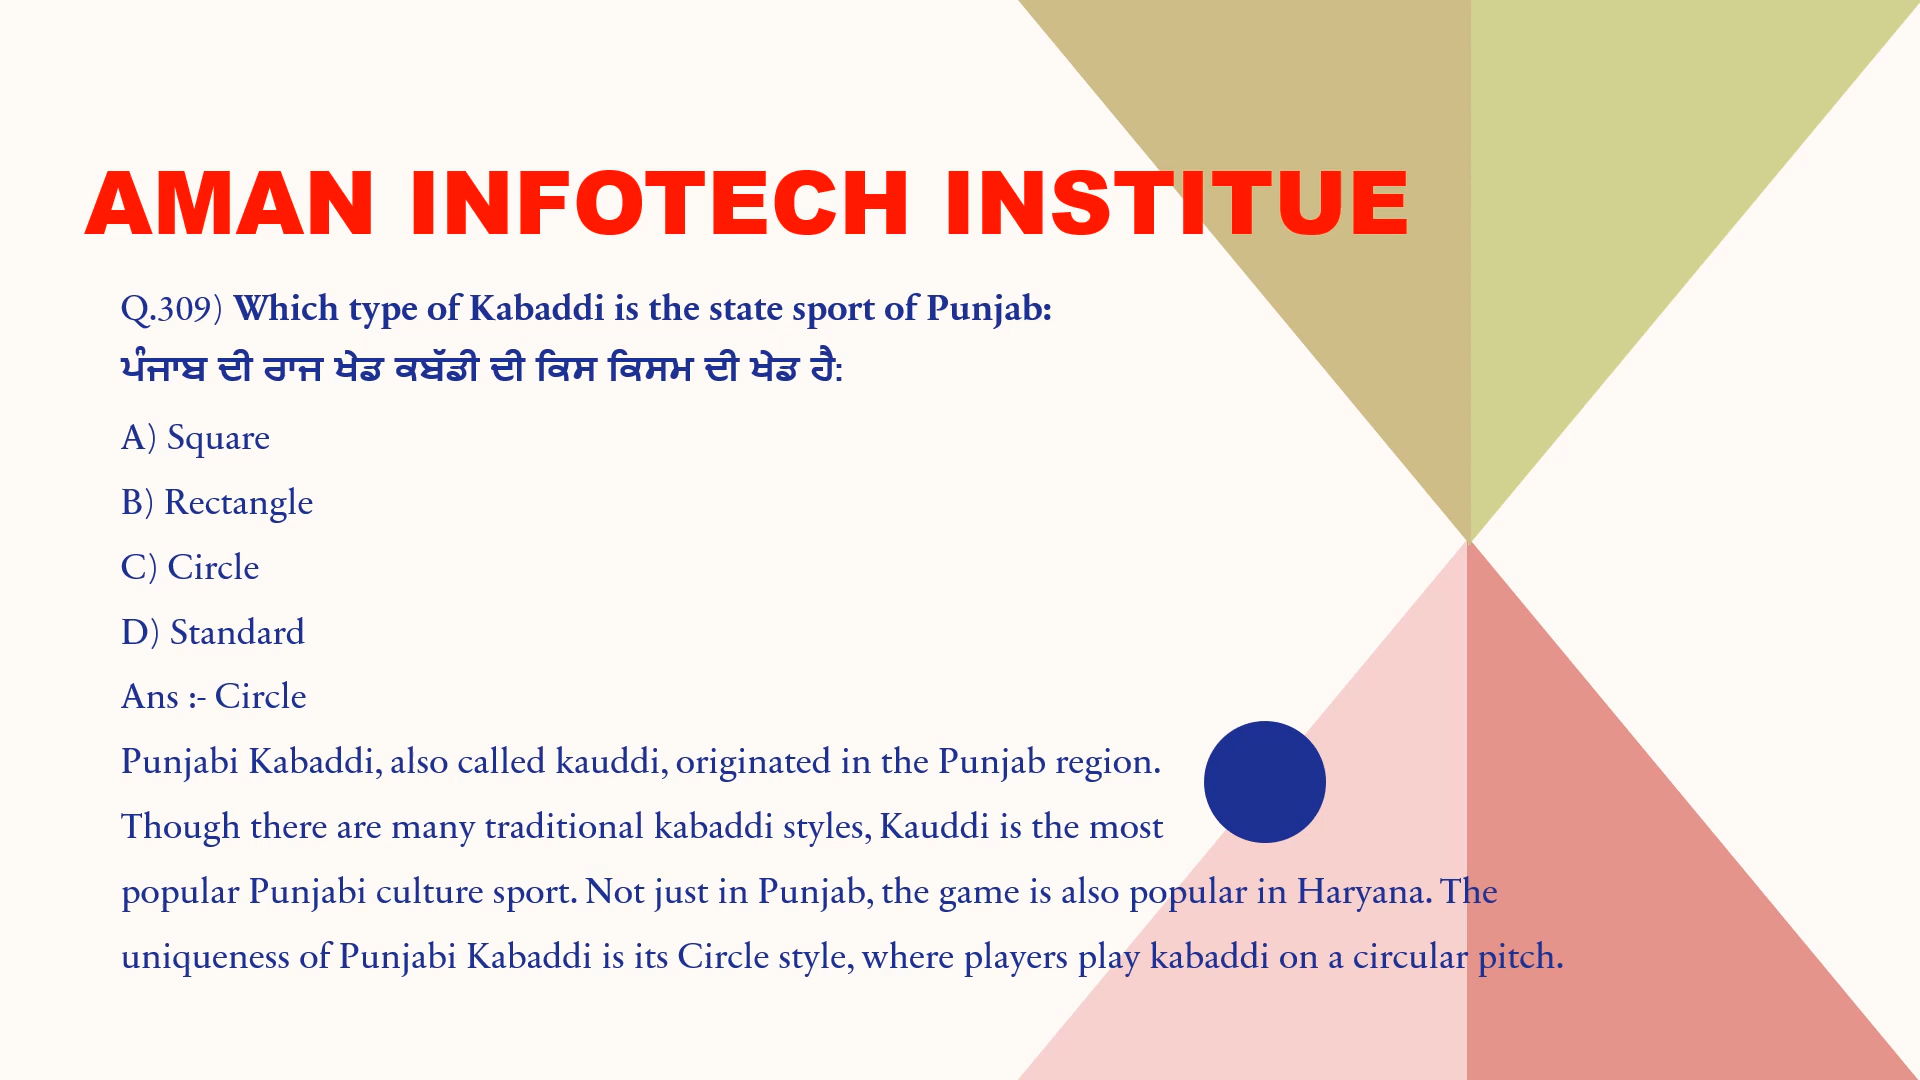 AMAN INFOTECH INSTITUE
Q.309) Which type of Kabaddi is the state sport of Punjab:
ਪੰਜਾਬ ਦੀ ਰਾਜ ਖੇਡ ਕਬੱਡੀ ਦੀ ਕਿਸ ਕਿਸਮ ਦੀ ਖੇਡ ਹੈ:
A) Square
B) Rectangle
C) Circle
D) Standard
Ans :- Circle
Punjabi Kabaddi, also called kauddi, originated in the Punjab region.
Though there are many traditional kabaddi styles, Kauddi is the most
popular Punjabi culture sport. Not just in Punjab, the game is also popular in Haryana. The
uniqueness of Punjabi Kabaddi is its Circle style, where players play kabaddi on a circular pitch.